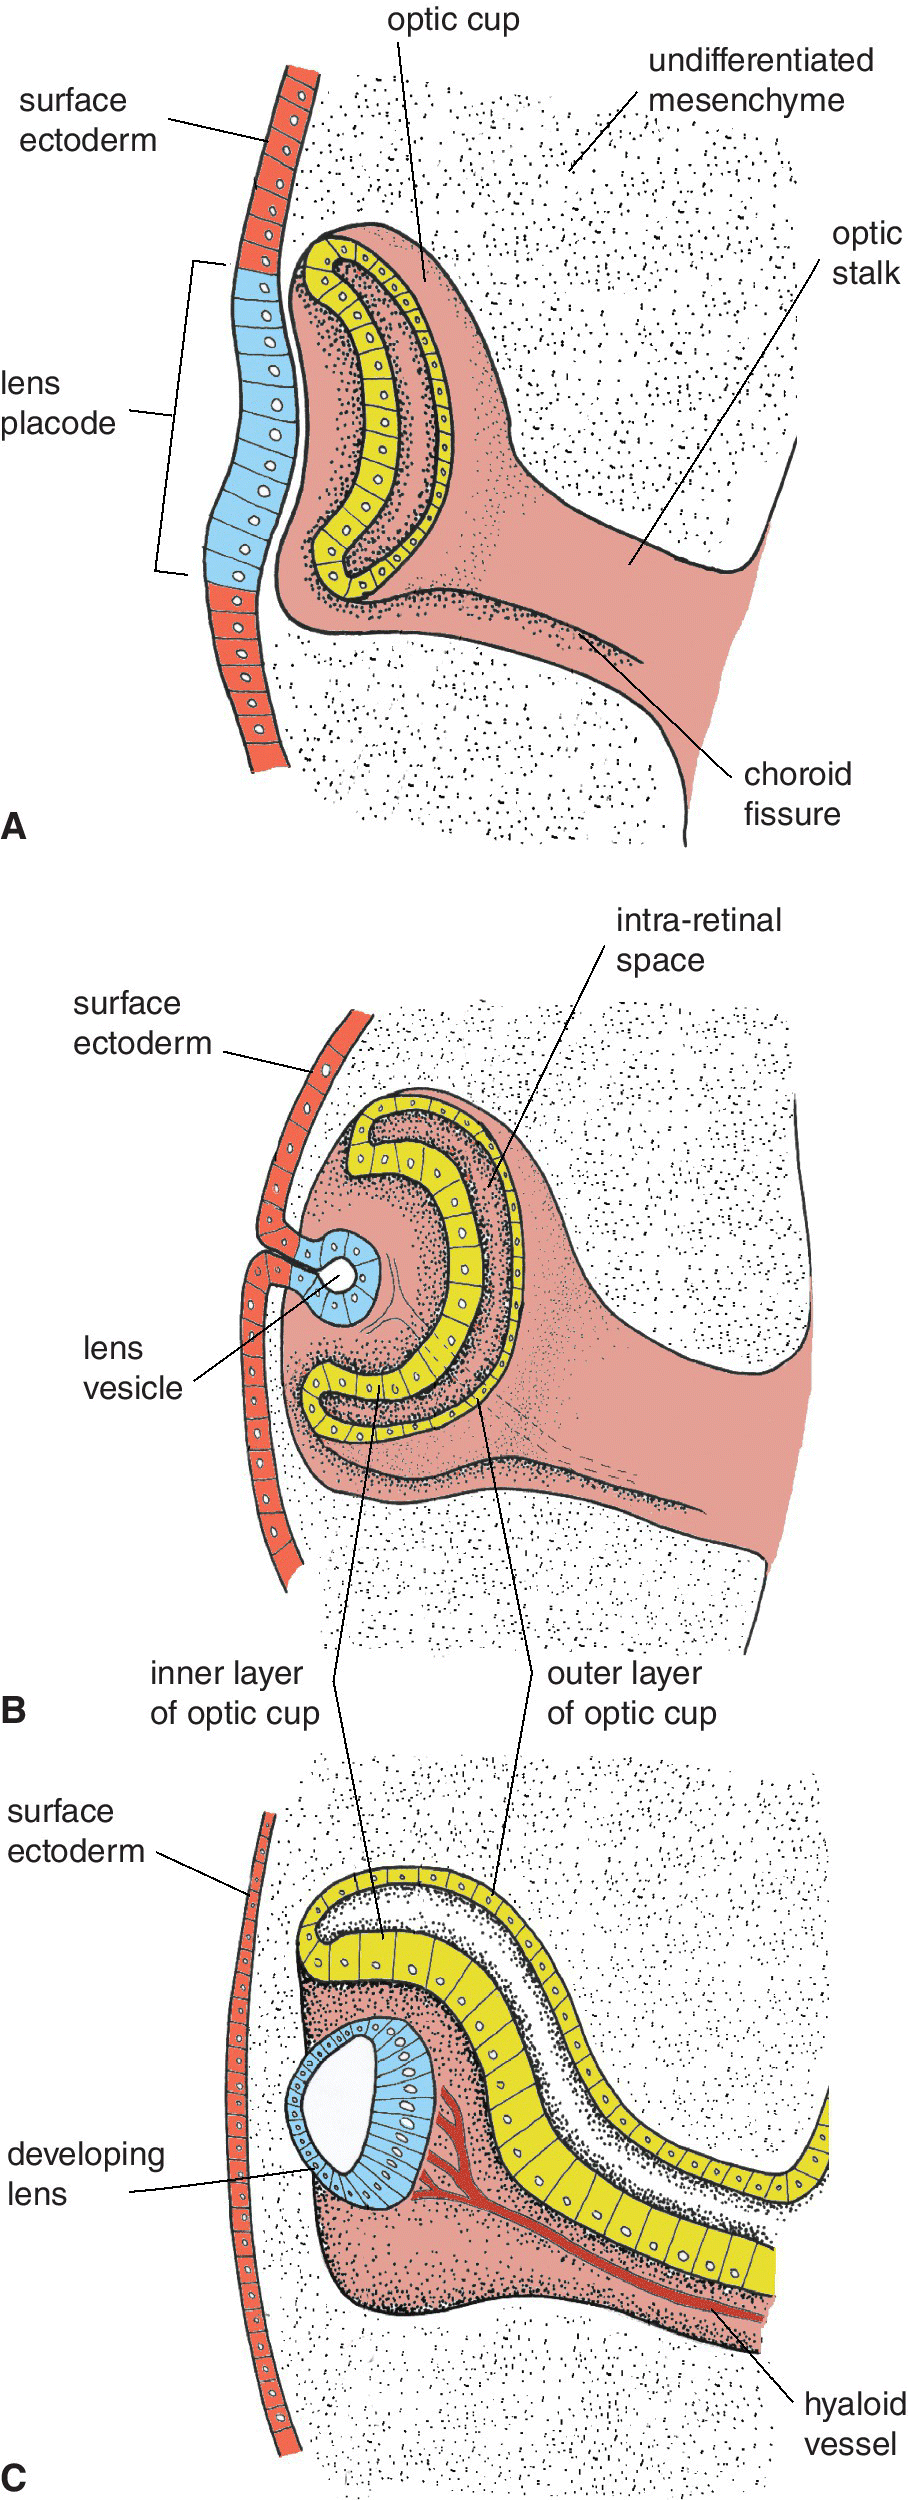 optic cup
undifferentiated
mesenchyme
surface
ectoderm
optic
stalk
lens
placode
choroid
fissure
A
intra-retinal
space
surface
ectoderm
lens
vesicle
inner layer
of optic cup
outer layer
of optic cup
B
surface
ectoderm
developing
lens
hyaloid
vessel
C